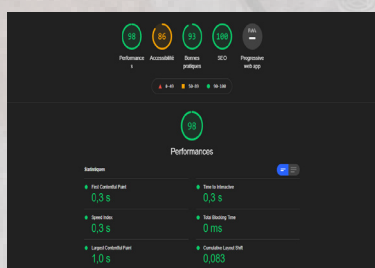 98
86
93
100
PWA
Performance
s
Accessibilité
Bonnes
pratiques
SEO
Progressive
web app
0-49
50-89
90-100
98
Performances
Statistiques
First Contentful Paint
0,3 s
Time to Interactive
0,3 s
Speed Index
0,3 s
Total Blocking Time
0 ms
Largest Contentful Paint
1,0 s
Cumulative Layout Shift
0,083